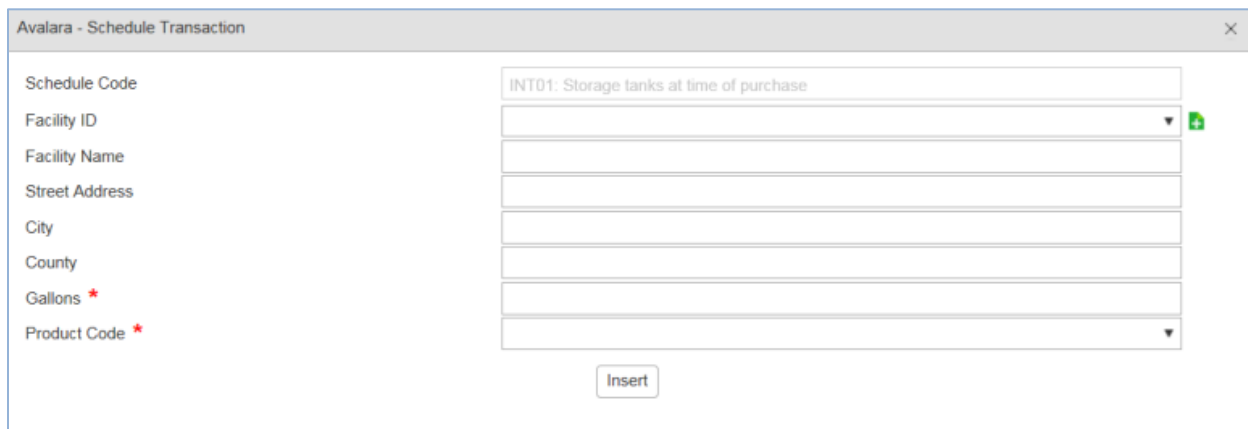 Avalara - Schedule Transaction
Schedule Code INT01: Storage tanks at time of purchase
Facility ID
Facility Name
Street Address
City
County
Gallons *
Product Code *
Insert